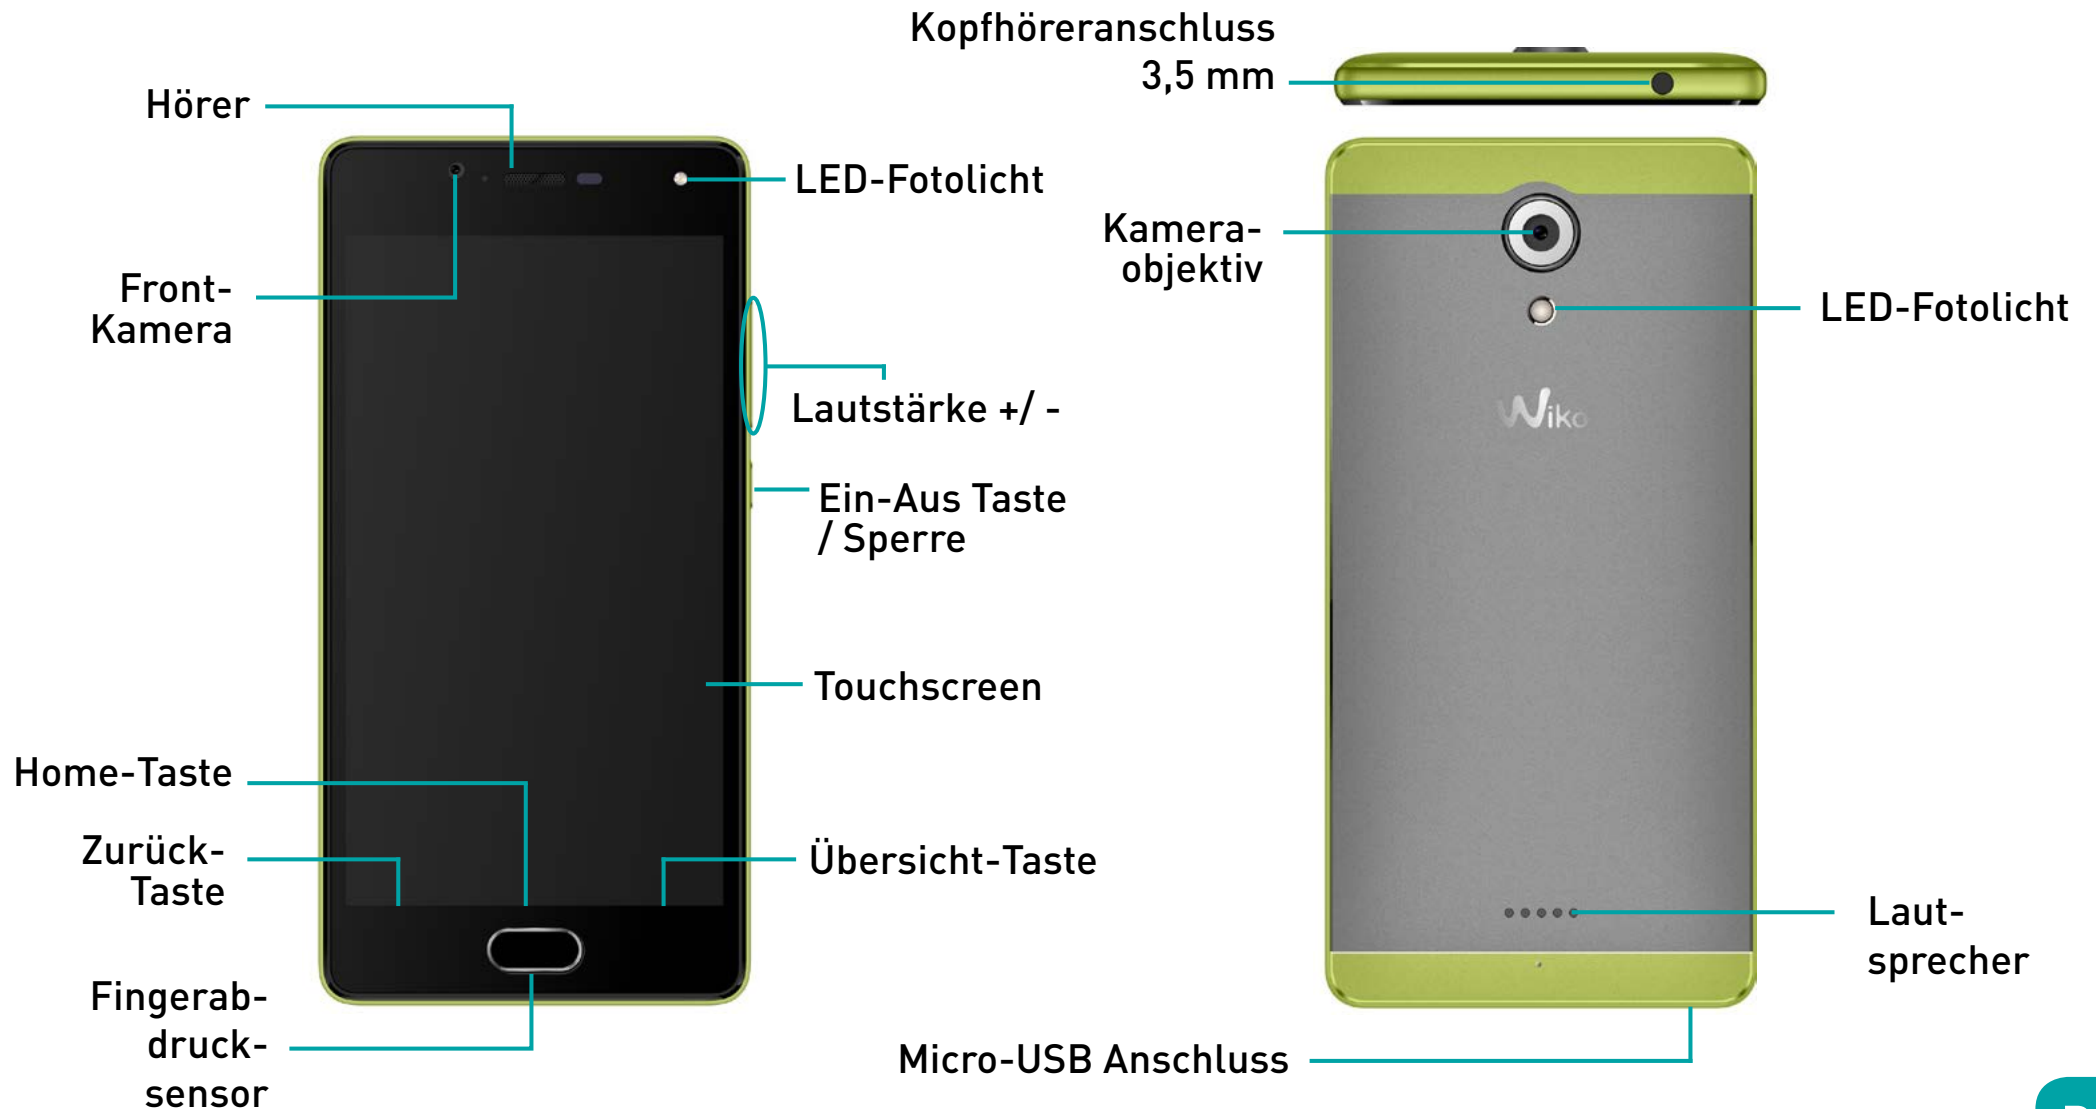 Kopfhöreranschluss
3,5 mm
Hörer
LED-Fotolicht
Front-
Kamera
Lautstärke +/ -
Ein-Aus Taste
/ Sperre
Touchscreen
Home-Taste
Zurück-
Taste
Übersicht-Taste
Fingerab-
druck-
sensor
Kamera-
objektiv
LED-Fotolicht
Wiko
Laut-
sprecher
Micro-USB Anschluss